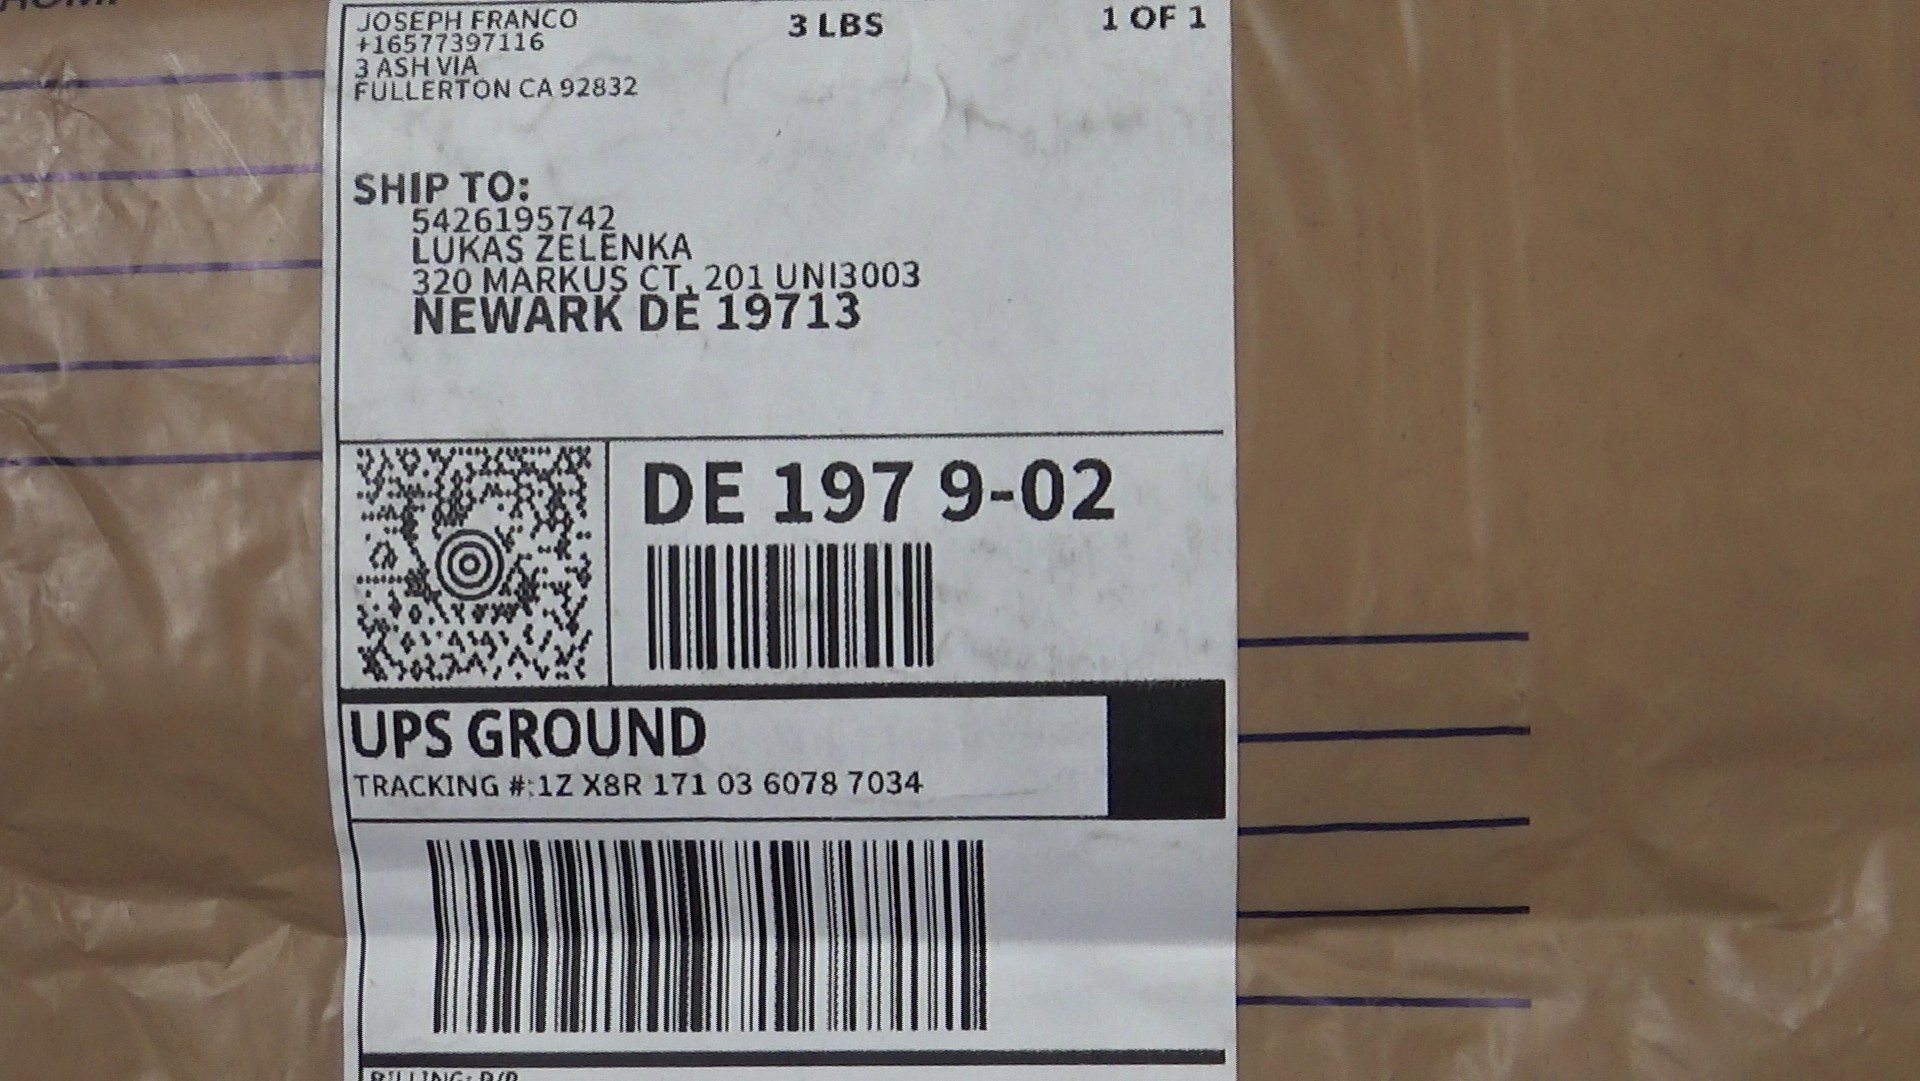 JOSEPH FRANCO
+16577397116
3 ASH VIA
FULLERTON CA 92832
3 LBS
1 OF 1
SHIP TO:
5426195742
LUKAS ZELENKA
320 MARKUS CT, 201 UNI3003
NEWARK DE 19713
DE 197 9-02
UPS GROUND
TRACKING #:1Z X8R 171 03 6078 7034
BILLING: P/P